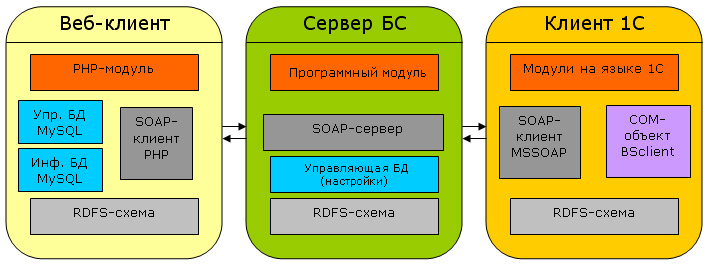 Веб-клиент
PHP-модуль
Упр. БД
MySQL
Инф. БД
MySQL
SOAP-
клиент
PHP
RDFS-схема
Сервер БС
Программный модуль
SOAP-сервер
Управляющая БД
(настройки)
RDFS-схема
Клиент 1С
Модули на языке 1С
SOAP-
клиент
MSSOAP
COM-
объект
BSclient
RDFS-схема